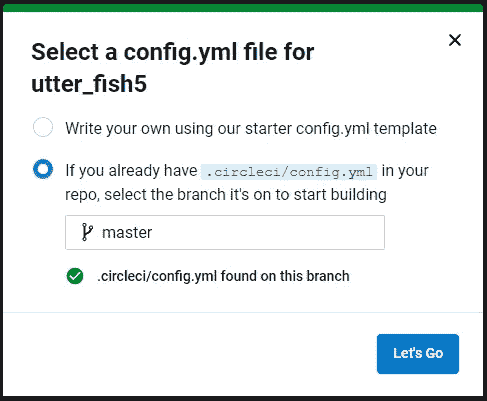 Select a config.yml file for
utter_fish5
Write your own using our starter config.yml template
If you already have .circleci/config.yml in your
repo, select the branch it's on to start building
master
.circleci/config.yml found on this branch
Let's Go